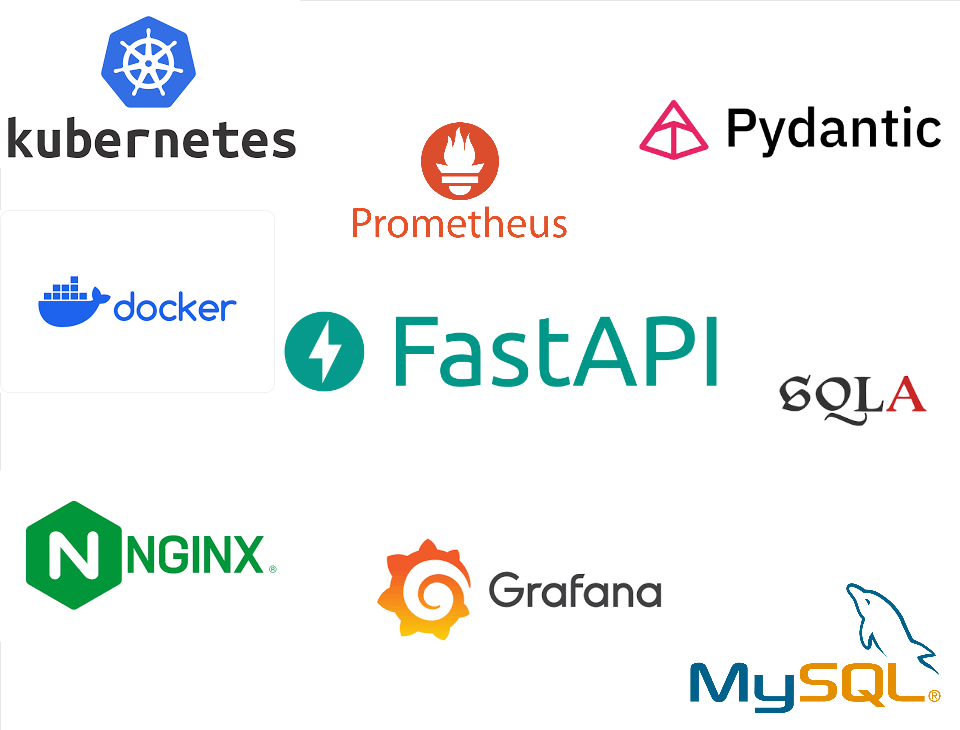 kubernetes
Prometheus
Pydantic
docker
FastAPI
SQLA
N NGINX®
Grafana
MySQL®